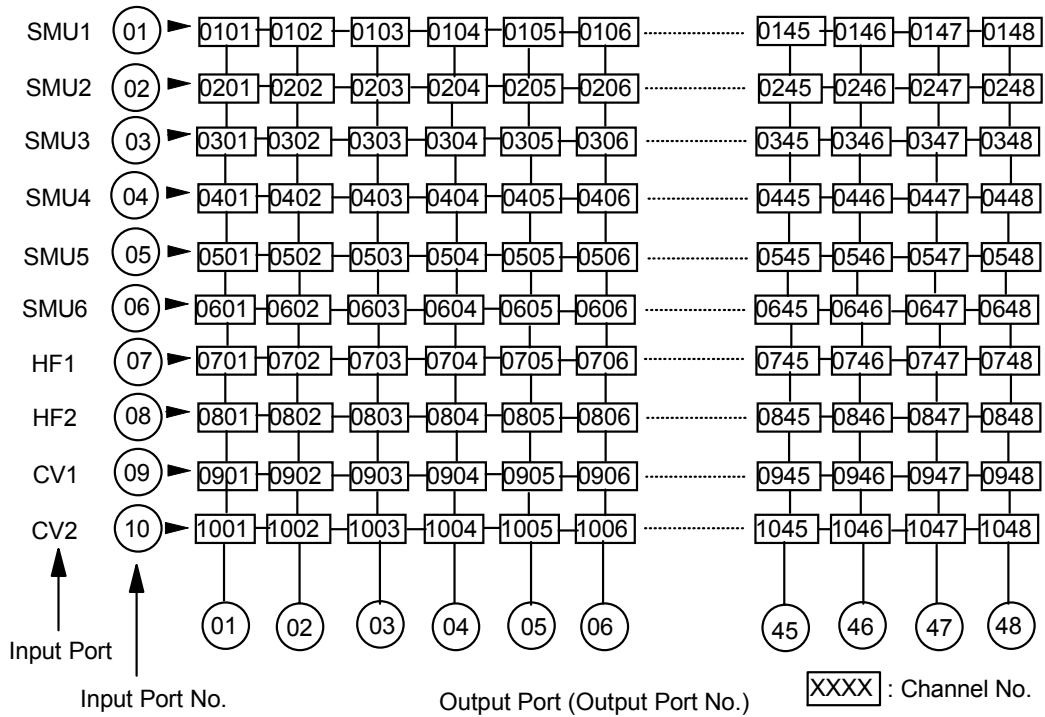 SMU1 01 0101 0102 0103 0104 0105 0106 0145 0146 0147 0148
SMU2 02 0201 0202 0203 0204 0205 0206 0245 0246 0247 0248
SMU3 03 0301 0302 0303 0304 0305 0306 0345 0346 0347 0348
SMU4 04 0401 0402 0403 0404 0405 0406 0445 0446 0447 0448
SMU5 05 0501 0502 0503 0504 0505 0506 0545 0546 0547 0548
SMU6 06 0601 0602 0603 0604 0605 0606 0645 0646 0647 0648
HF1 07 0701 0702 0703 0704 0705 0706 0745 0746 0747 0748
HF2 08 0801 0802 0803 0804 0805 0806 0845 0846 0847 0848
CV1 09 0901 0902 0903 0904 0905 0906 0945 0946 0947 0948
CV2 10 1001 1002 1003 1004 1005 1006 1045 1046 1047 1048
01 02 03 04 05 06 45 46 47 48
Input Port
Input Port No.
Output Port (Output Port No.)
XXXX : Channel No.